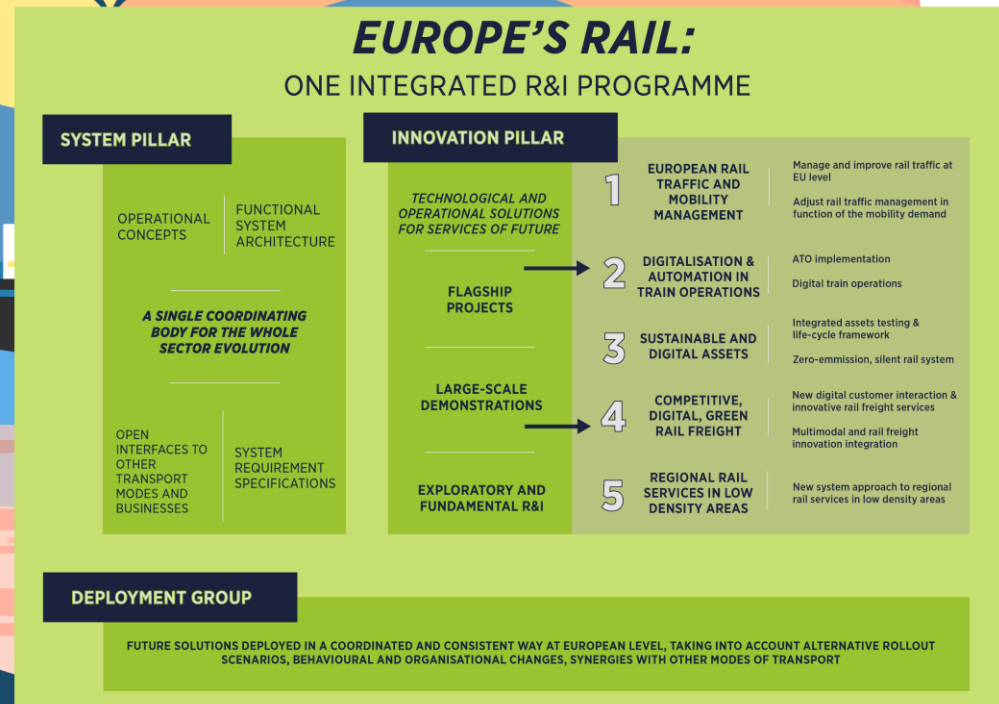 EUROPE'S RAIL:
ONE INTEGRATED R&I PROGRAMME
SYSTEM PILLAR
OPERATIONAL
CONCEPTS
FUNCTIONAL
SYSTEM
ARCHITECTURE
A SINGLE COORDINATING
BODY FOR THE WHOLE
SECTOR EVOLUTION
OPEN
INTERFACES TO
OTHER
TRANSPORT
MODES AND
BUSINESSES
SYSTEM
REQUIREMENT
SPECIFICATIONS
INNOVATION PILLAR
TECHNOLOGICAL AND
OPERATIONAL SOLUTIONS
FOR SERVICES OF FUTURE
FLAGSHIP
PROJECTS
LARGE-SCALE
DEMONSTRATIONS
EXPLORATORY AND
FUNDAMENTAL R&I
1
EUROPEAN RAIL
TRAFFIC AND
MOBILITY
MANAGEMENT
Manage and improve rail traffic at
EU level
Adjust rail traffic management in
function of the mobility demand
2
DIGITALISATION &
AUTOMATION IN
TRAIN OPERATIONS
ATO implementation
Digital train operations
3
SUSTAINABLE AND
DIGITAL ASSETS
Integrated assets testing &
life-cycle framework
Zero-emmission, silent rail system
4
COMPETITIVE,
DIGITAL, GREEN
RAIL FREIGHT
New digital customer interaction &
innovative rail freight services
Multimodal and rail freight
innovation integration
5
REGIONAL RAIL
SERVICES IN LOW
DENSITY AREAS
New system approach to regional
rail services in low density areas
DEPLOYMENT GROUP
FUTURE SOLUTIONS DEPLOYED IN A COORDINATED AND CONSISTENT WAY AT EUROPEAN LEVEL, TAKING INTO ACCOUNT ALTERNATIVE ROLLOUT
SCENARIOS, BEHAVIOURAL AND ORGANISATIONAL CHANGES, SYNERGIES WITH OTHER MODES OF TRANSPORT